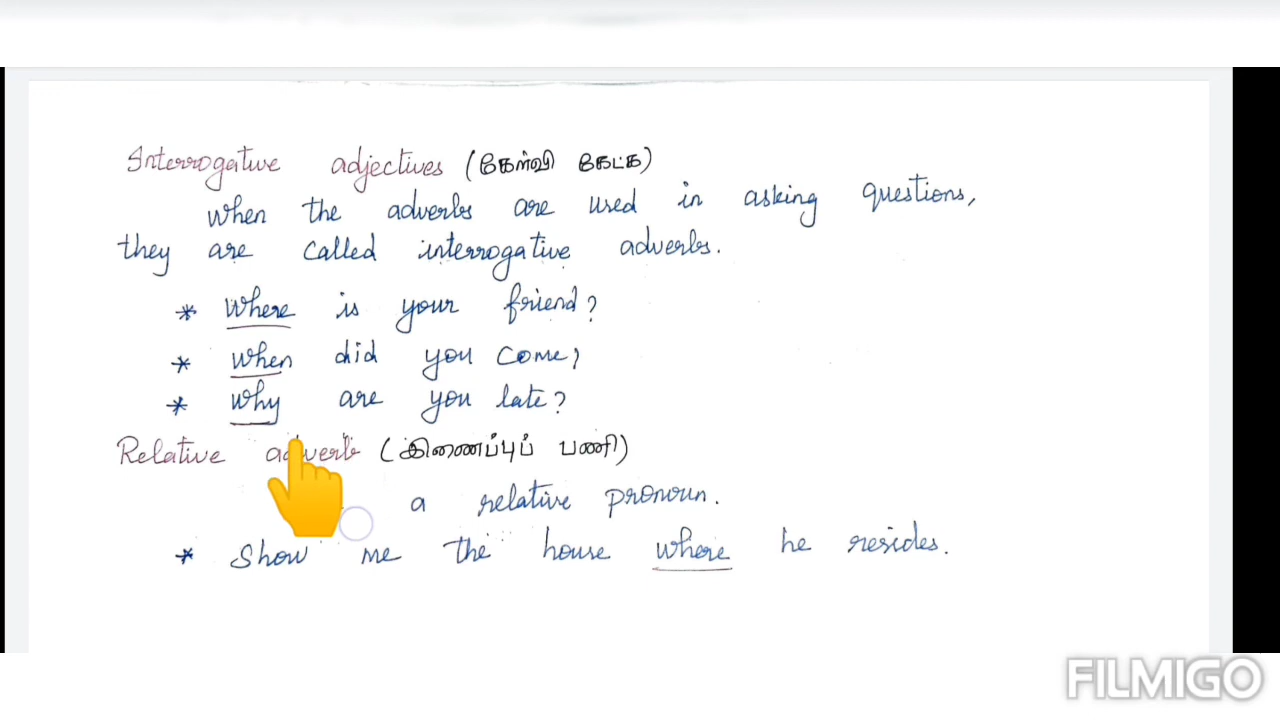 Interrogative adjectives (கேள்வி கேட்க)
When the adverbs are used in asking questions,
they are called interrogative adverbs.
* Where is your friend?
* When did you come?
* Why are you late?
Relative adverb (இணைப்புப் பணி)
a relative pronoun.
* Show me the house where he resides.
FILMIGO